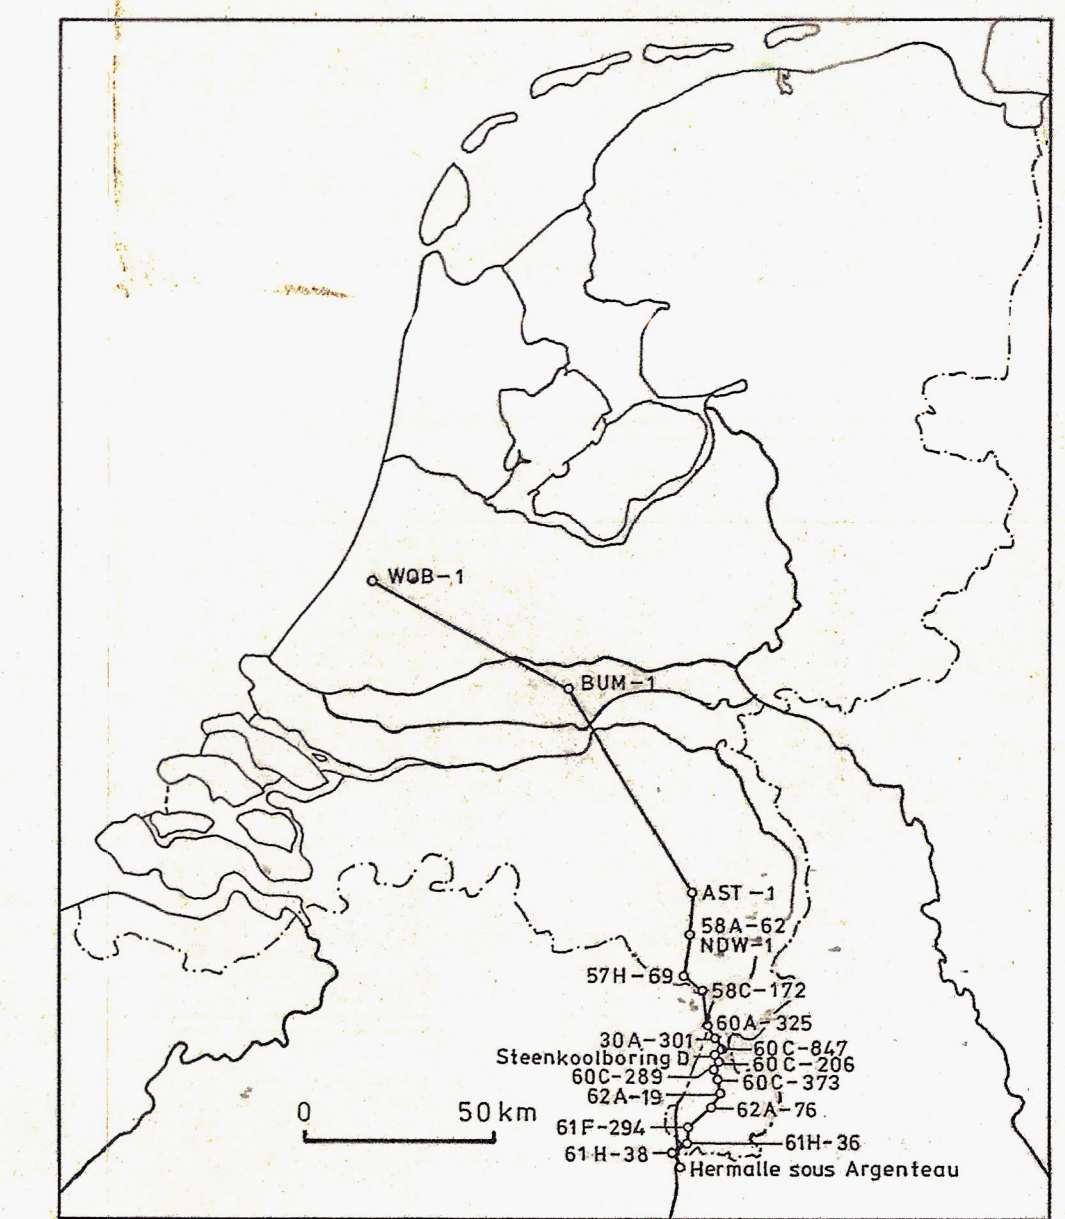 WOB-1
BUM-1
AST-1
58A-62
NDW-1
57H-69
58C-172
60A-325
30A-301
60C-847
Steenkoolboring D
60C-206
60C-289
60C-373
62A-19
0 50 km
62A-76
61F-294
61H-36
61H-38
Hermalle sous Argenteau